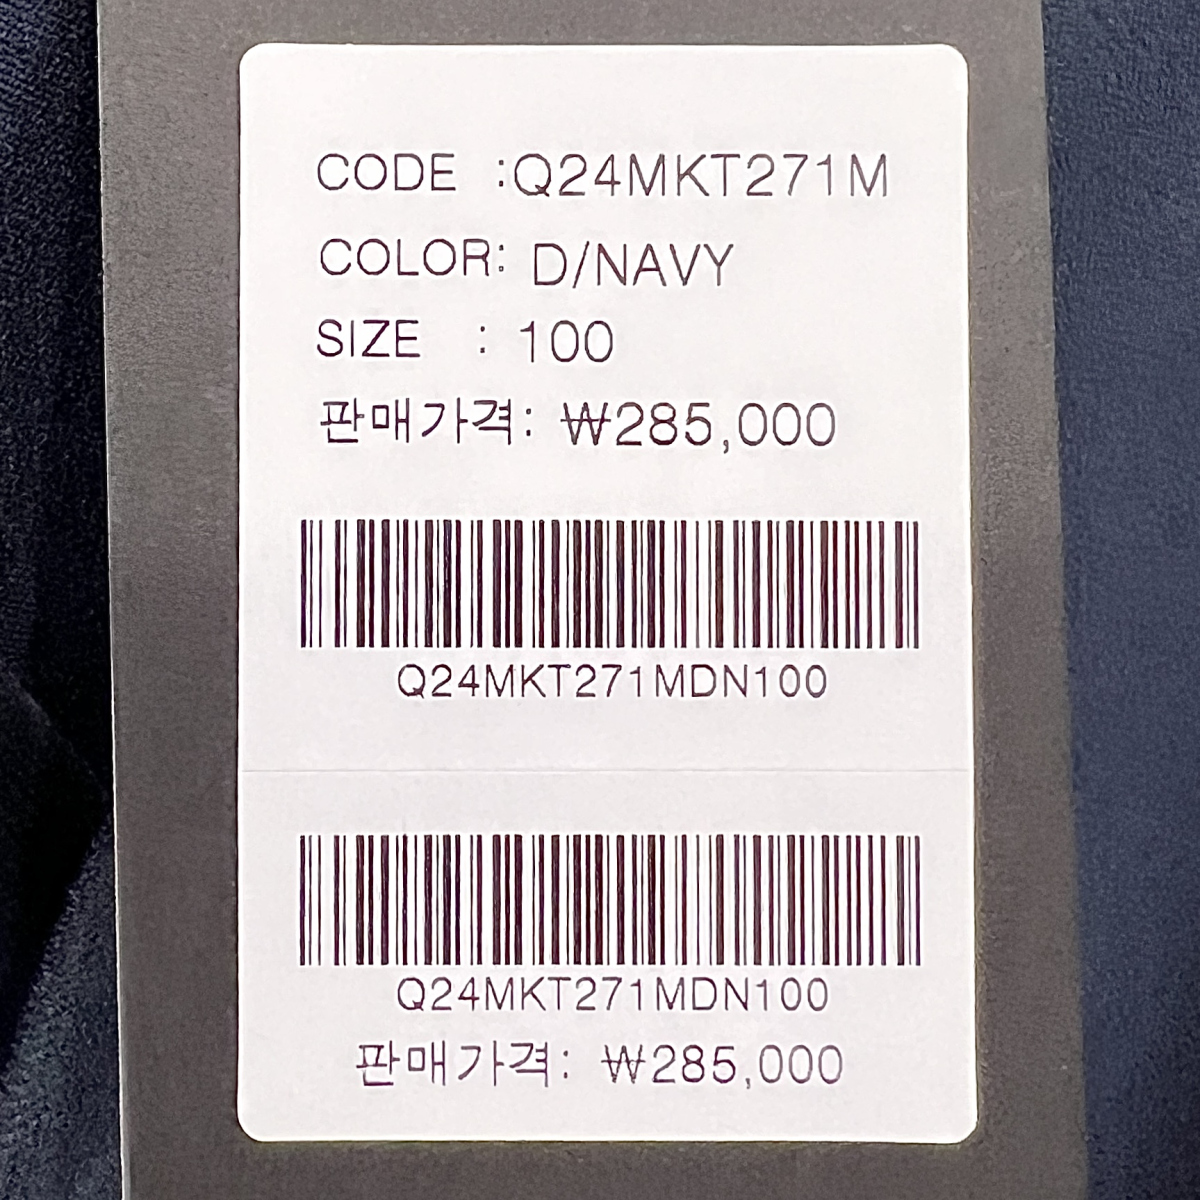 CODE :Q24MKT271M
COLOR: D/NAVY
SIZE : 100
판매가격: ₩285,000
Q24MKT271MDN100
Q24MKT271MDN100
판매가격: ₩285,000